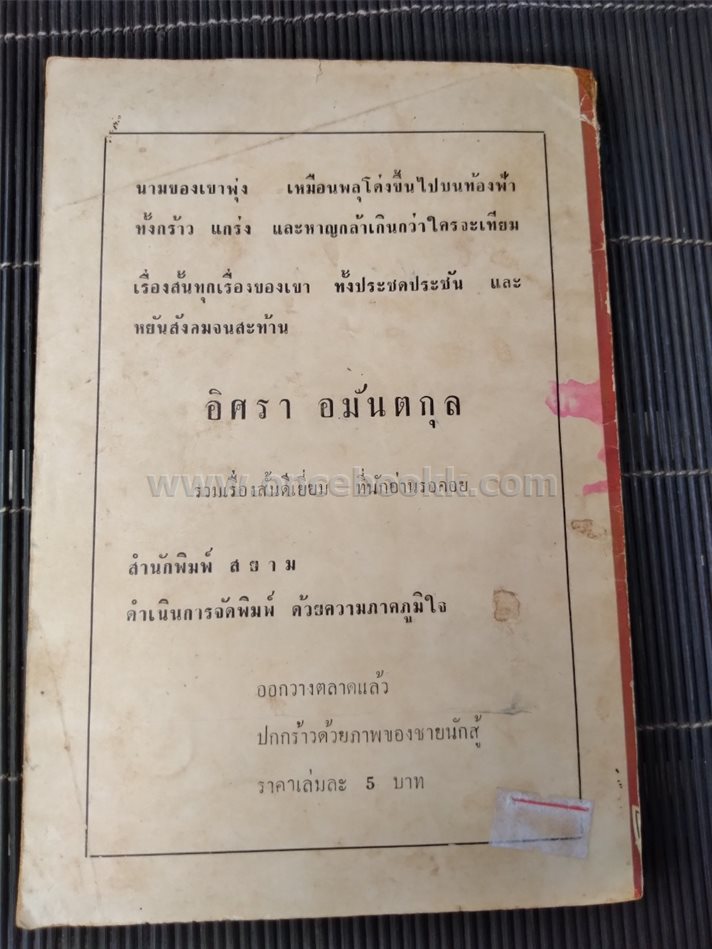 นามของเขาพุ่ง เหมือนพลุโด่งขึ้นไปบนท้องฟ้า
ทั้งกร้าว แกร่ง และหาญกล้าเกินกว่าใครจะเทียม
เรื่องสั้นทุกเรื่องของเขา ทั้งประชดประชัน และ
หยันสังคมจนสะท้าน
อิศรา อมันตกุล
www.oncebookk.com
รวมเรื่องสั้นดีเยี่ยม ที่นักอ่านรอคอย
สำนักพิมพ์ สยาม
ดำเนินการจัดพิมพ์ ด้วยความภาคภูมิใจ
ออกวางตลาดแล้ว
ปกกร้าวด้วยภาพของชายนักสู้
ราคาเล่มละ 5 บาท